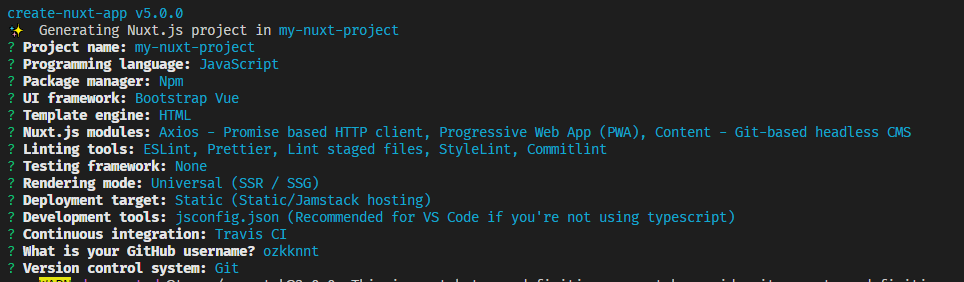 create-nuxt-app v5.0.0
✨ Generating Nuxt.js project in my-nuxt-project
? Project name: my-nuxt-project
? Programming language: JavaScript
? Package manager: Npm
? UI framework: Bootstrap Vue
? Template engine: HTML
? Nuxt.js modules: Axios - Promise based HTTP client, Progressive Web App (PWA), Content - Git-based headless CMS
? Linting tools: ESLint, Prettier, Lint staged files, StyleLint, Commitlint
? Testing framework: None
? Rendering mode: Universal (SSR / SSG)
? Deployment target: Static (Static/Jamstack hosting)
? Development tools: jsconfig.json (Recommended for VS Code if you're not using typescript)
? Continuous integration: Travis CI
? What is your GitHub username? ozkknnt
? Version control system: Git